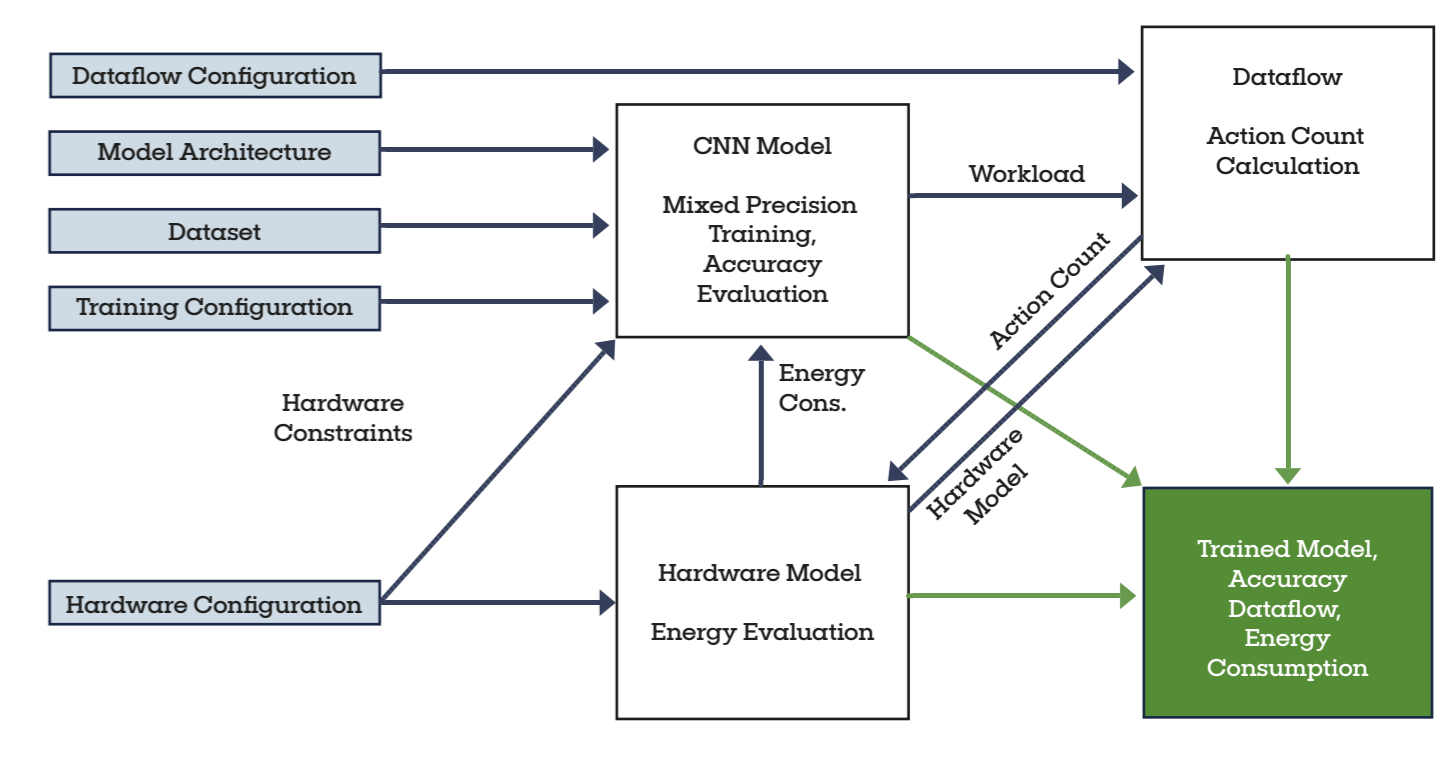 Dataflow Configuration
Model Architecture
Dataset
Training Configuration
Hardware
Constraints
Hardware Configuration
CNN Model
Mixed Precision
Training,
Accuracy
Evaluation
Energy
Cons.
Hardware Model
Energy Evaluation
Workload
Action Count
Hardware
Model
Dataflow
Action Count
Calculation
Trained Model,
Accuracy
Dataflow,
Energy
Consumption